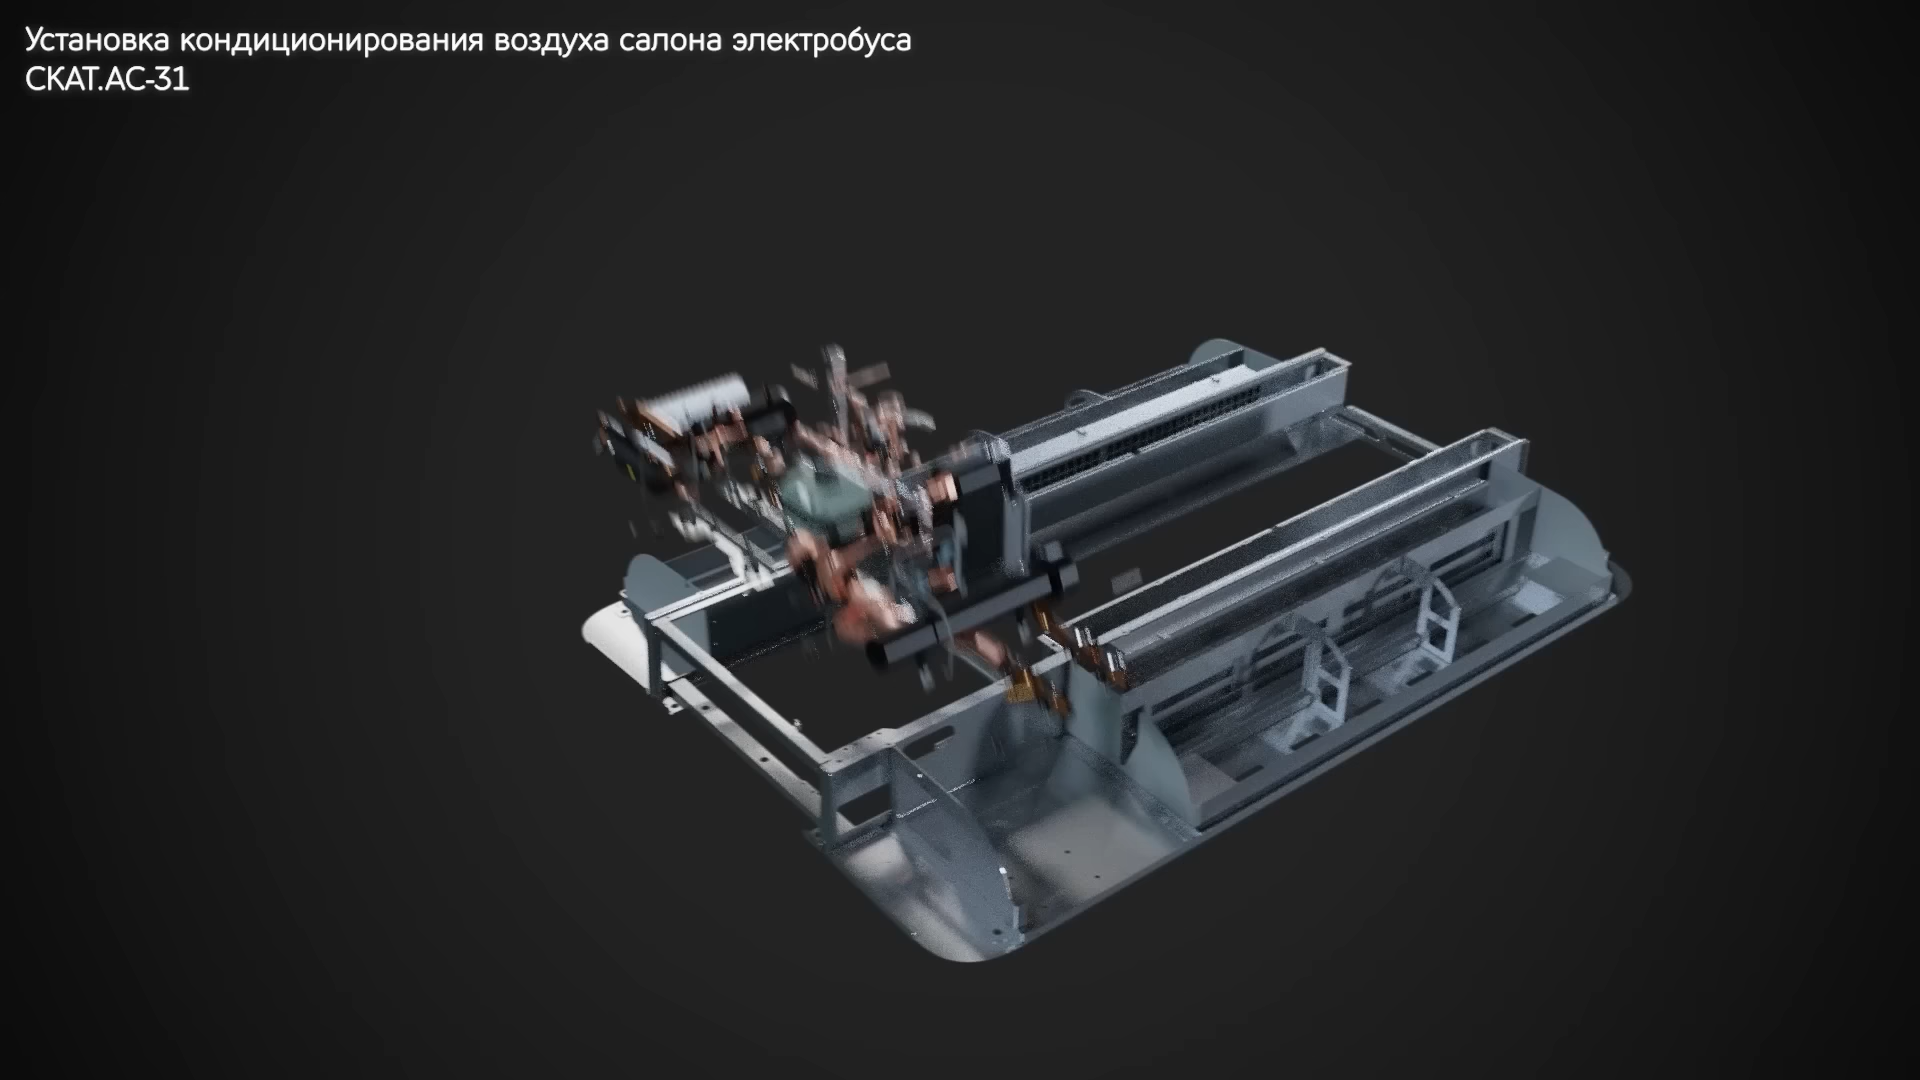 Установка кондиционирования воздуха салона электробуса
СКАТ.АС-31